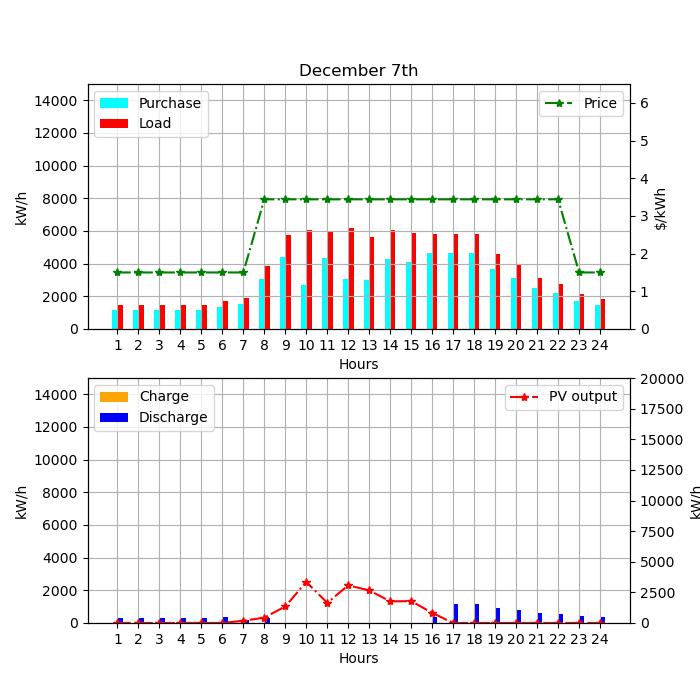 December 7th
14000
12000
10000
8000
6000
4000
2000
0
kW/h
Purchase
Load
Price
6
5
4
3
2
1
0
$/kWh
1 2 3 4 5 6 7 8 9 10 11 12 13 14 15 16 17 18 19 20 21 22 23 24
Hours
14000
12000
10000
8000
6000
4000
2000
0
kW/h
Charge
Discharge
PV output
20000
17500
15000
12500
10000
7500
5000
2500
0
kW/h
1 2 3 4 5 6 7 8 9 10 11 12 13 14 15 16 17 18 19 20 21 22 23 24
Hours